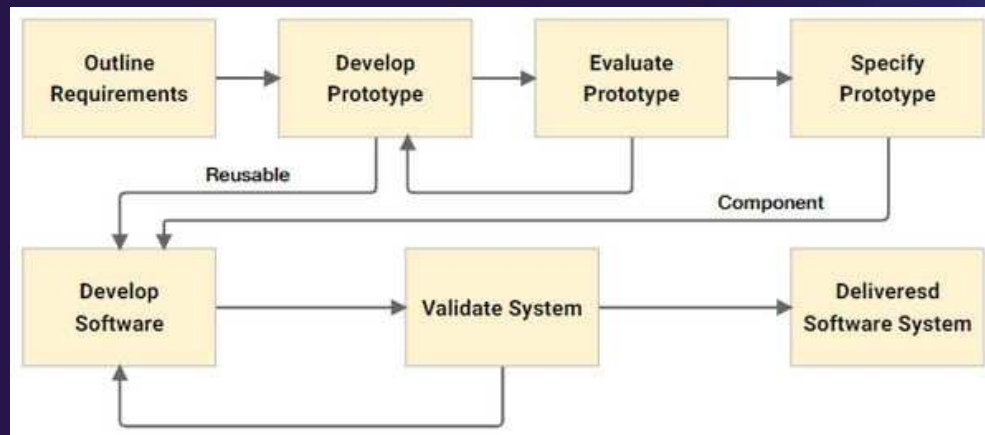 Outline
Requirements
Develop
Prototype
Evaluate
Prototype
Specify
Prototype
Reusable
Component
Develop
Software
Validate System
Deliveresd
Software System